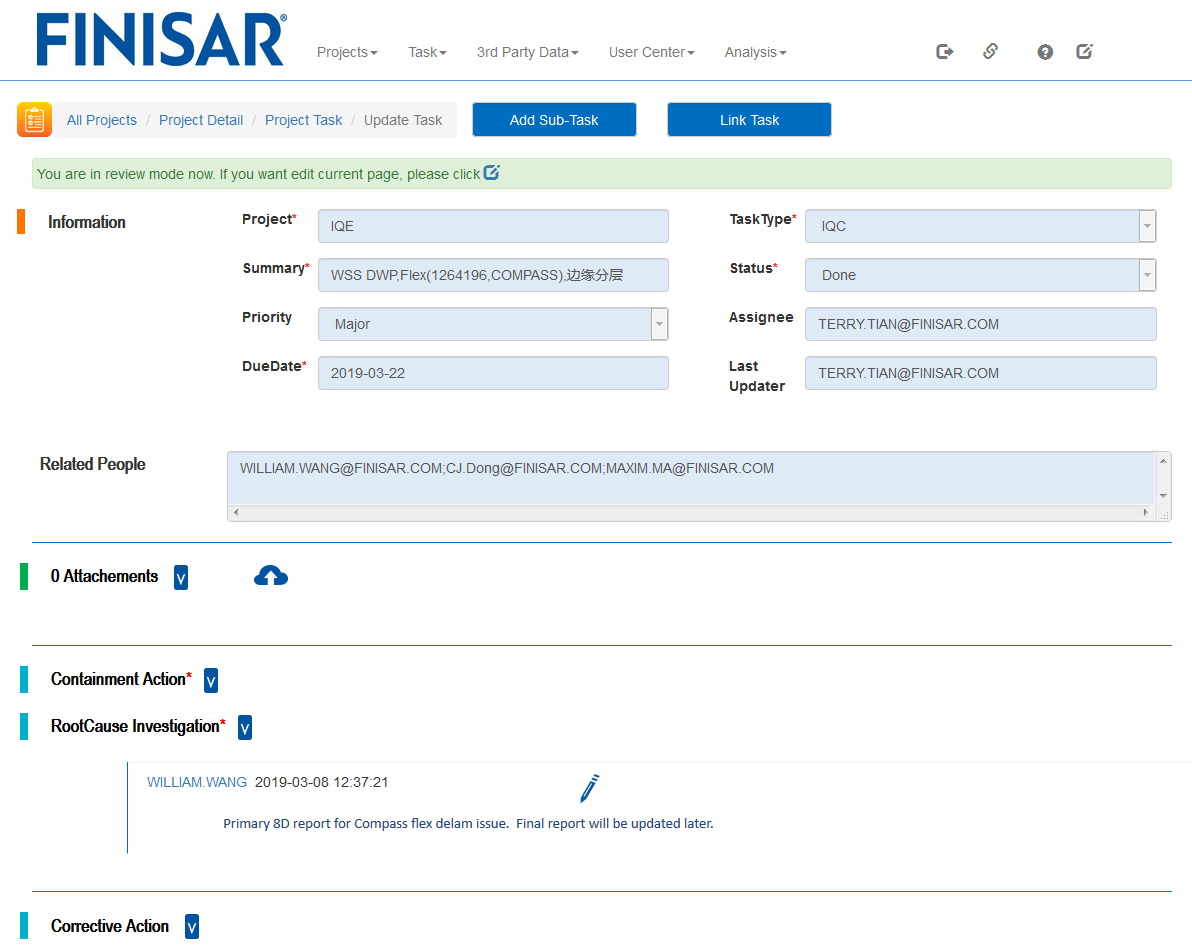 FINISAR®
Projects Task 3rd Party Data User Center Analysis
All Projects / Project Detail / Project Task / Update Task Add Sub-Task Link Task
You are in review mode now. If you want edit current page, please click
Information Project* IQE TaskType* IQC
Summary* WSS DWP,Flex(1264196,COMPASS),边缘分层 Status* Done
Priority Major Assignee TERRY.TIAN@FINISAR.COM
DueDate* 2019-03-22 Last Updater TERRY.TIAN@FINISAR.COM
Related People WILLIAM.WANG@FINISAR.COM;CJ.Dong@FINISAR.COM;MAXIM.MA@FINISAR.COM
0 Attachements V
Containment Action* V
RootCause Investigation* V
WILLIAM.WANG 2019-03-08 12:37:21
Primary 8D report for Compass flex delam issue. Final report will be updated later.
Corrective Action V